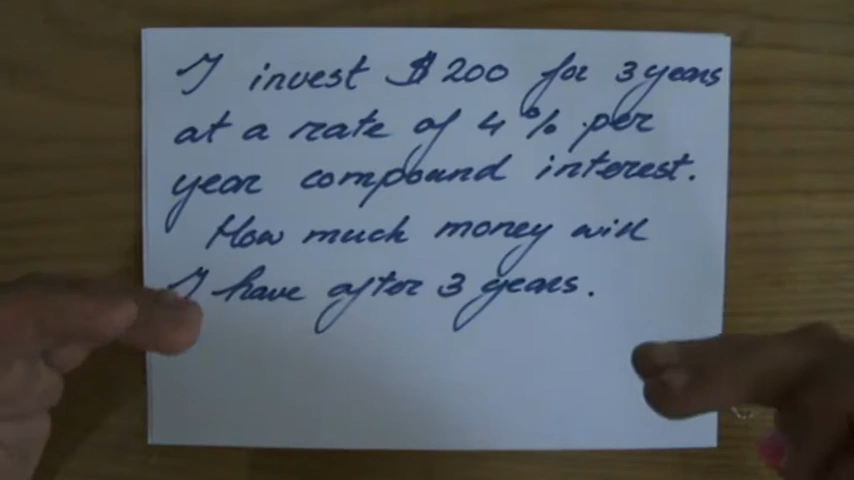 I invest $200 for 3 years
at a rate of 4% per
year compound interest.
How much money will
I have after 3 years.